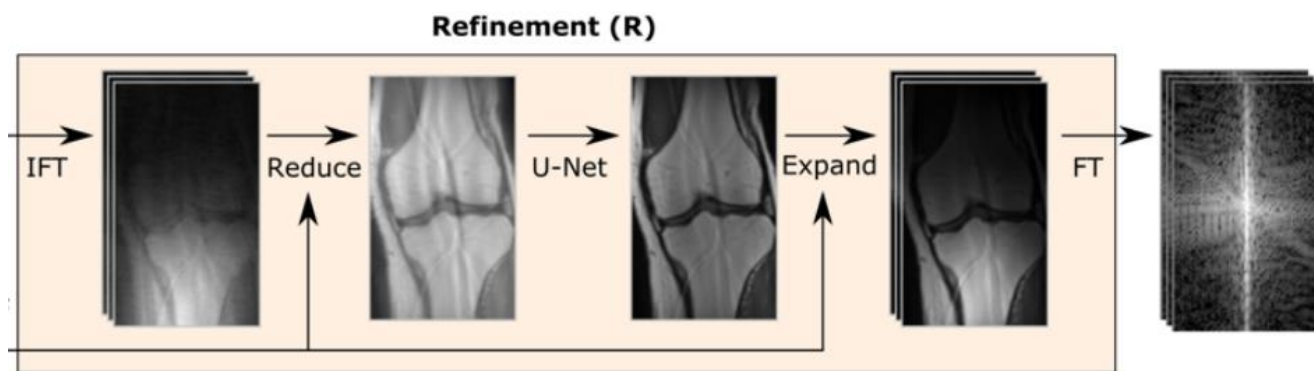 Refinement (R)
IFT
Reduce
U-Net
Expand
FT